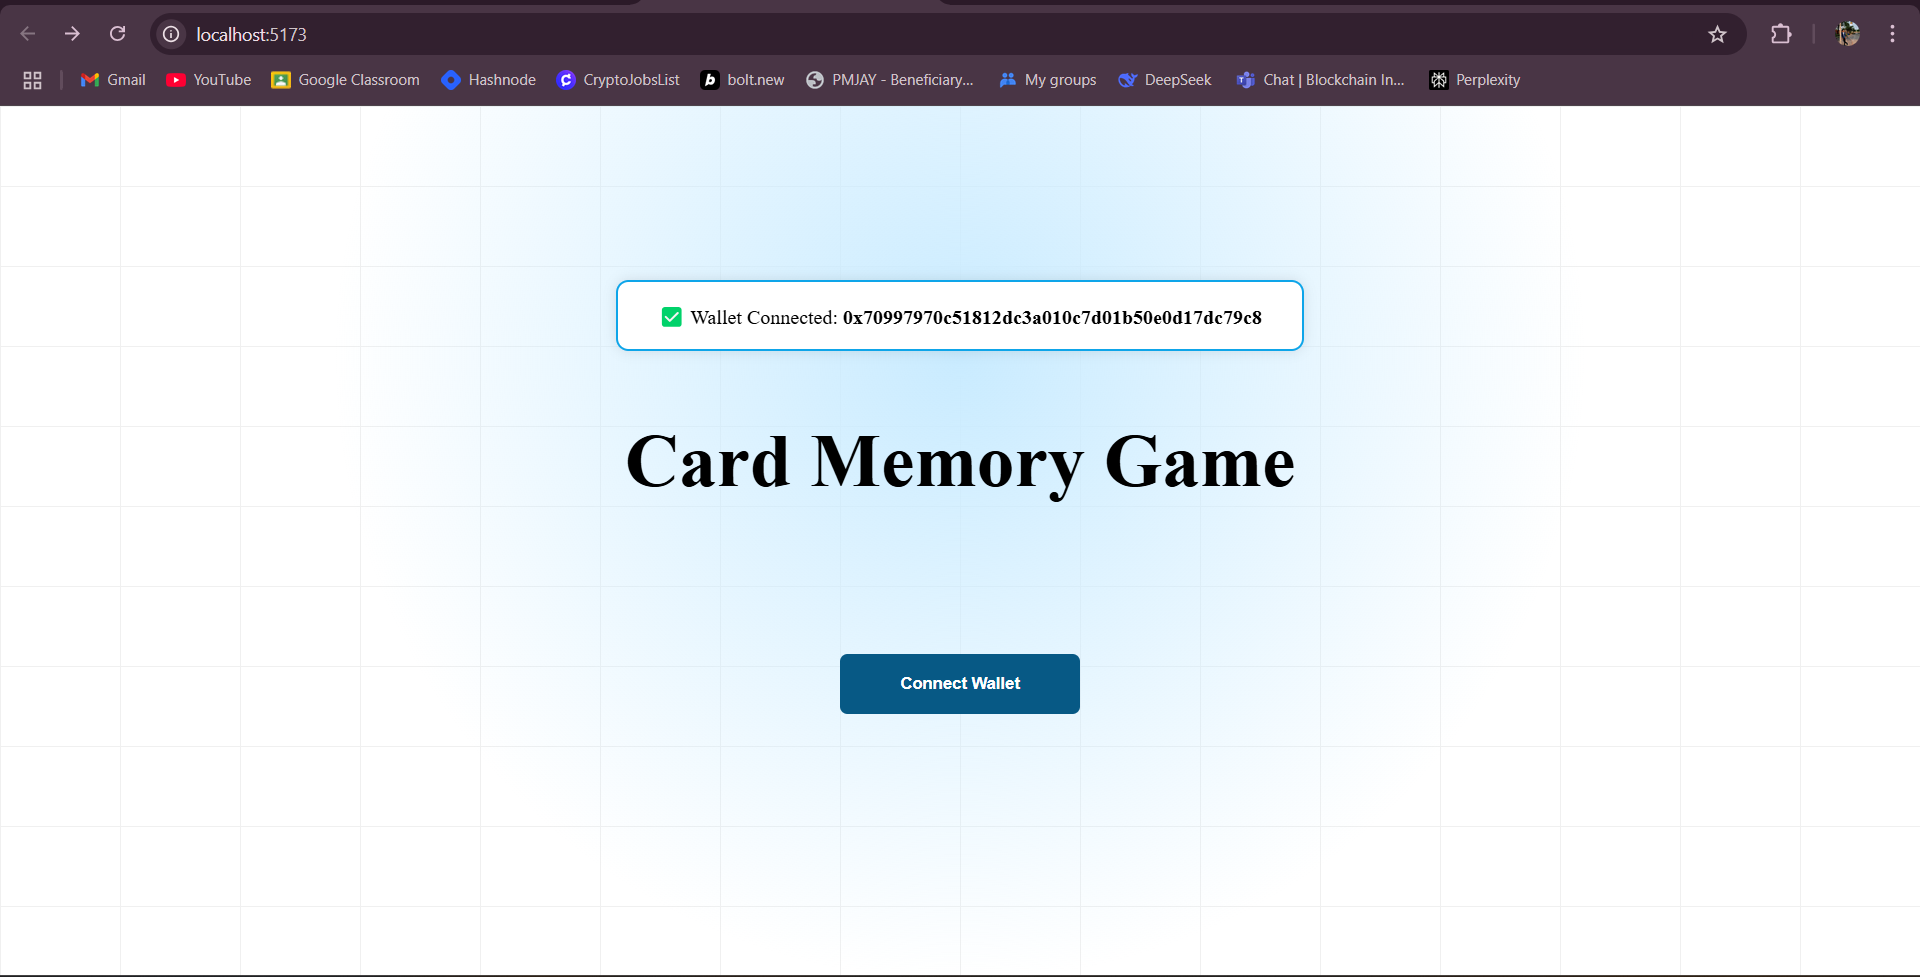 localhost:5173
Gmail YouTube Google Classroom Hashnode CryptoJobsList bolt.new PMJAY - Beneficiary... My groups DeepSeek Chat | Blockchain In... Perplexity
✅ Wallet Connected: 0x70997970c51812dc3a010c7d01b50e0d17dc79c8
Card Memory Game
Connect Wallet